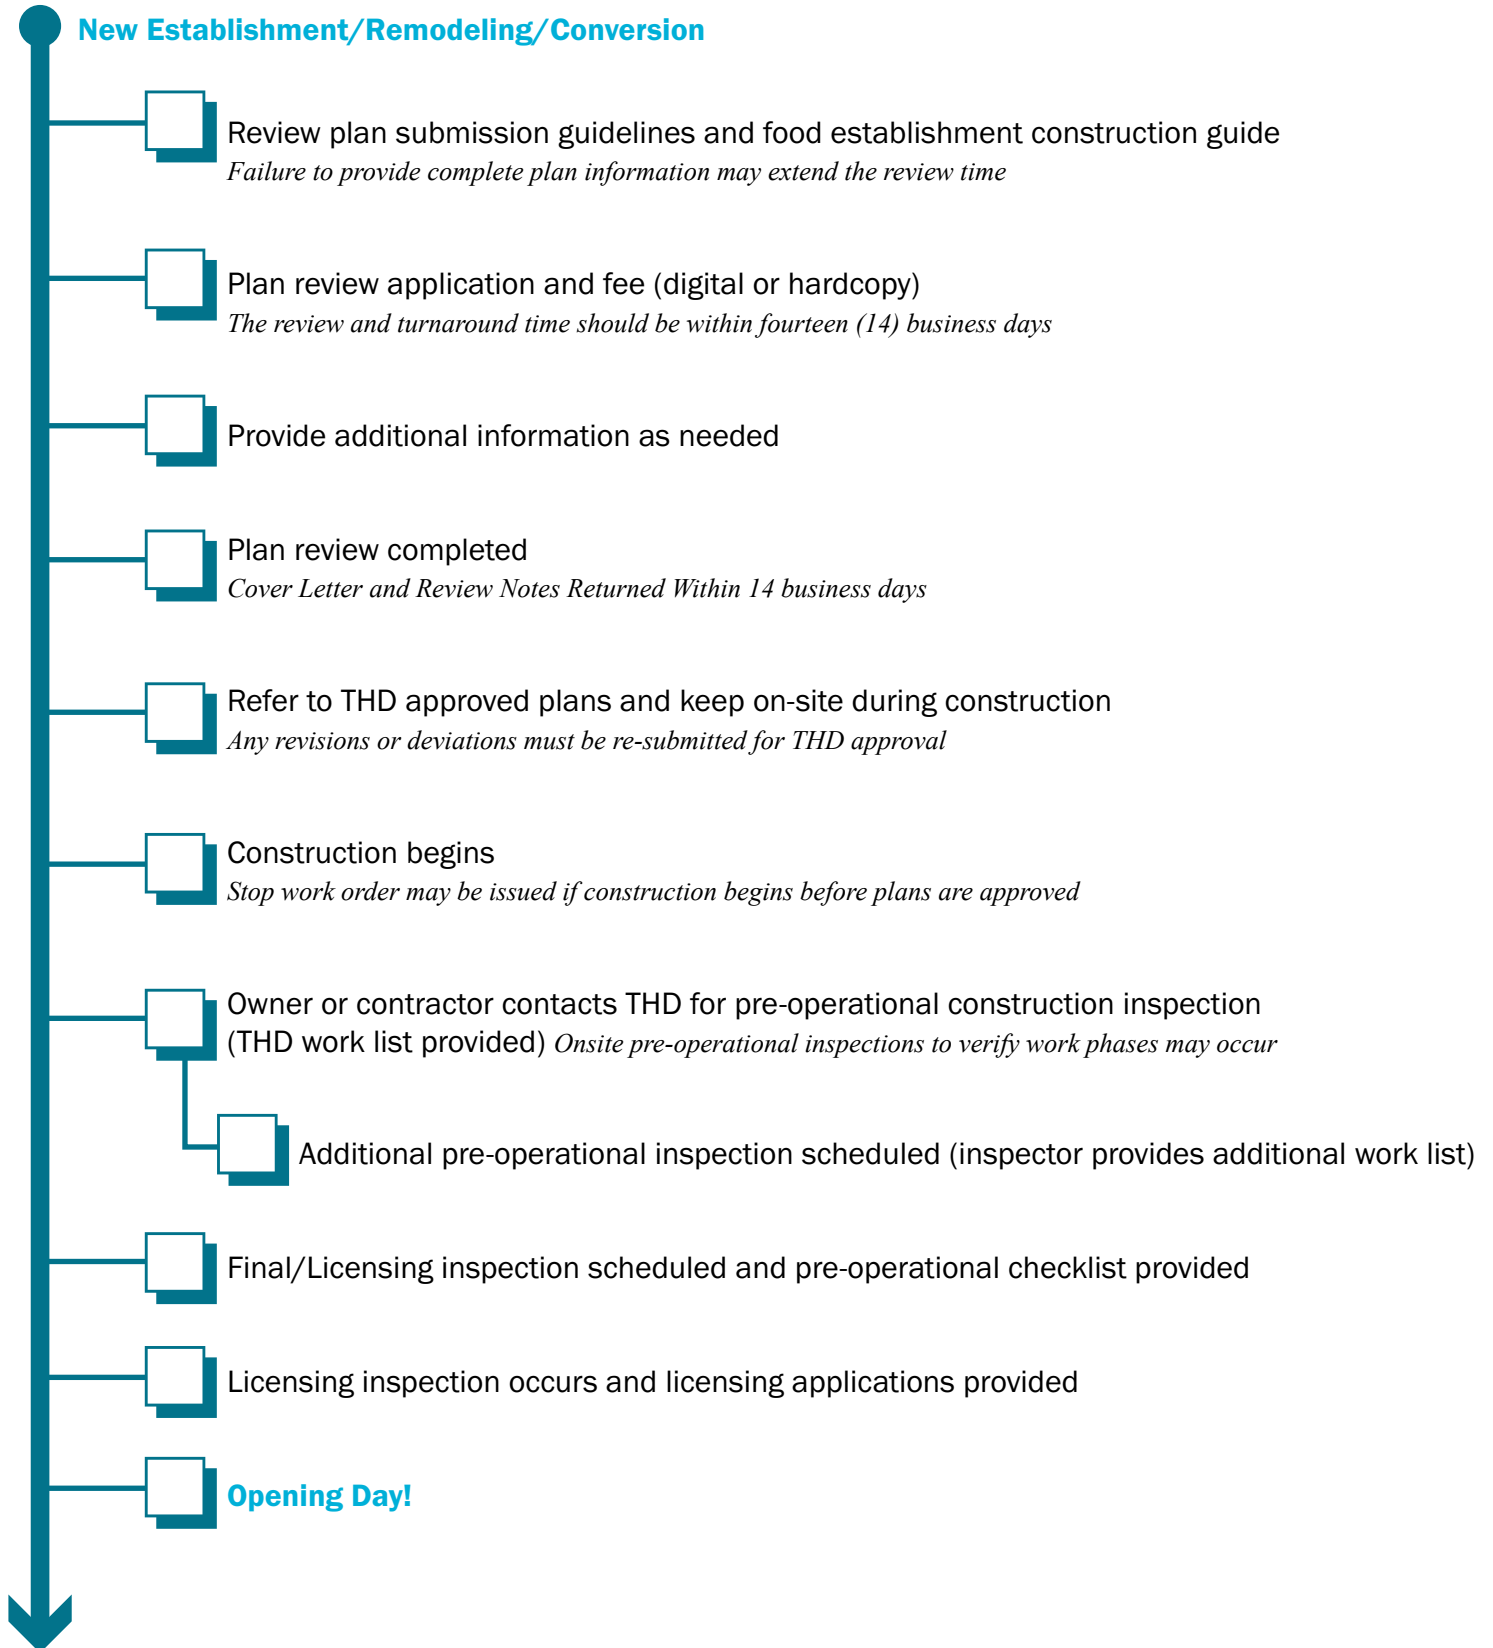 New Establishment/Remodeling/Conversion
Review plan submission guidelines and food establishment construction guide
Failure to provide complete plan information may extend the review time
Plan review application and fee (digital or hardcopy)
The review and turnaround time should be within fourteen (14) business days
Provide additional information as needed
Plan review completed
Cover Letter and Review Notes Returned Within 14 business days
Refer to THD approved plans and keep on-site during construction
Any revisions or deviations must be re-submitted for THD approval
Construction begins
Stop work order may be issued if construction begins before plans are approved
Owner or contractor contacts THD for pre-operational construction inspection
(THD work list provided) Onsite pre-operational inspections to verify work phases may occur
Additional pre-operational inspection scheduled (inspector provides additional work list)
Final/Licensing inspection scheduled and pre-operational checklist provided
Licensing inspection occurs and licensing applications provided
Opening Day!